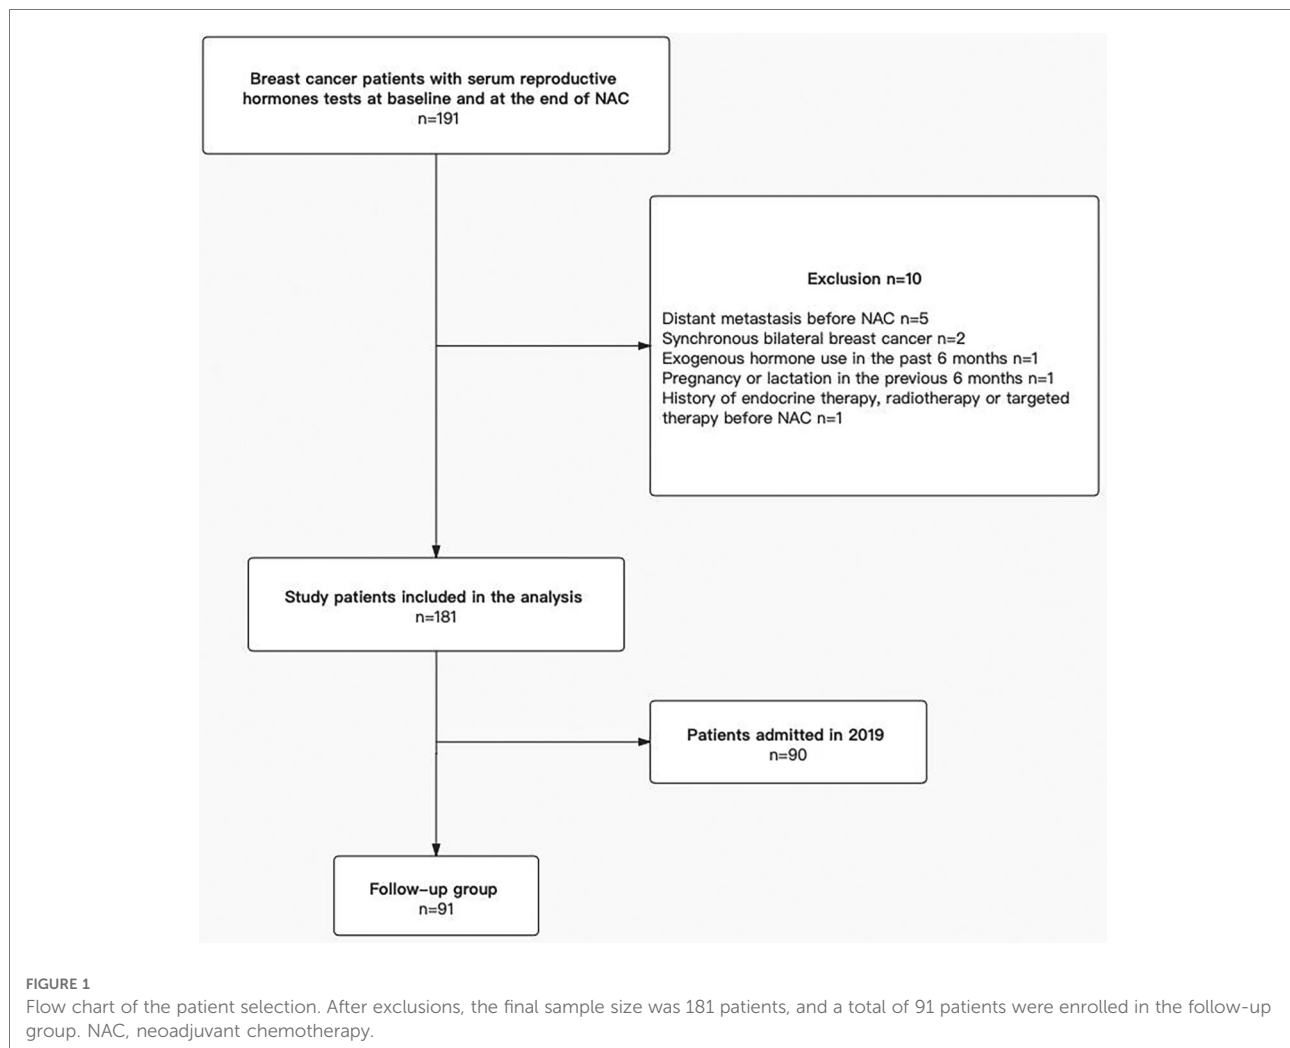 Breast cancer patients with serum reproductive
hormones tests at baseline and at the end of NAC
n=191
Exclusion n=10
Distant metastasis before NAC n=5
Synchronous bilateral breast cancer n=2
Exogenous hormone use in the past 6 months n=1
Pregnancy or lactation in the previous 6 months n=1
History of endocrine therapy, radiotherapy or targeted
therapy before NAC n=1
Study patients included in the analysis
n=181
Patients admitted in 2019
n=90
Follow-up group
n=91
FIGURE 1
Flow chart of the patient selection. After exclusions, the final sample size was 181 patients, and a total of 91 patients were enrolled in the follow-up
group. NAC, neoadjuvant chemotherapy.